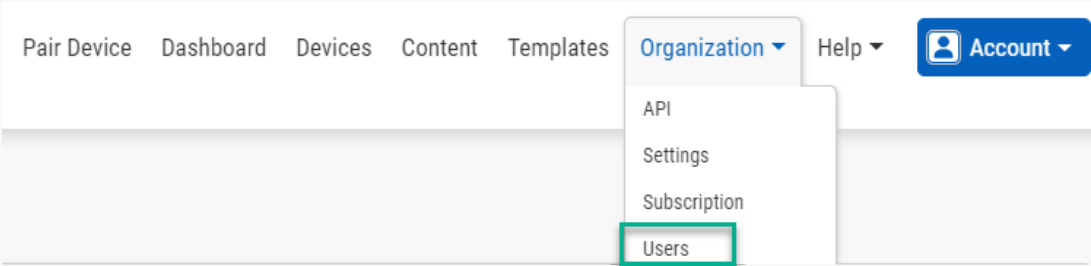 Pair Device Dashboard Devices Content Templates Organization Help Account
API
Settings
Subscription
Users